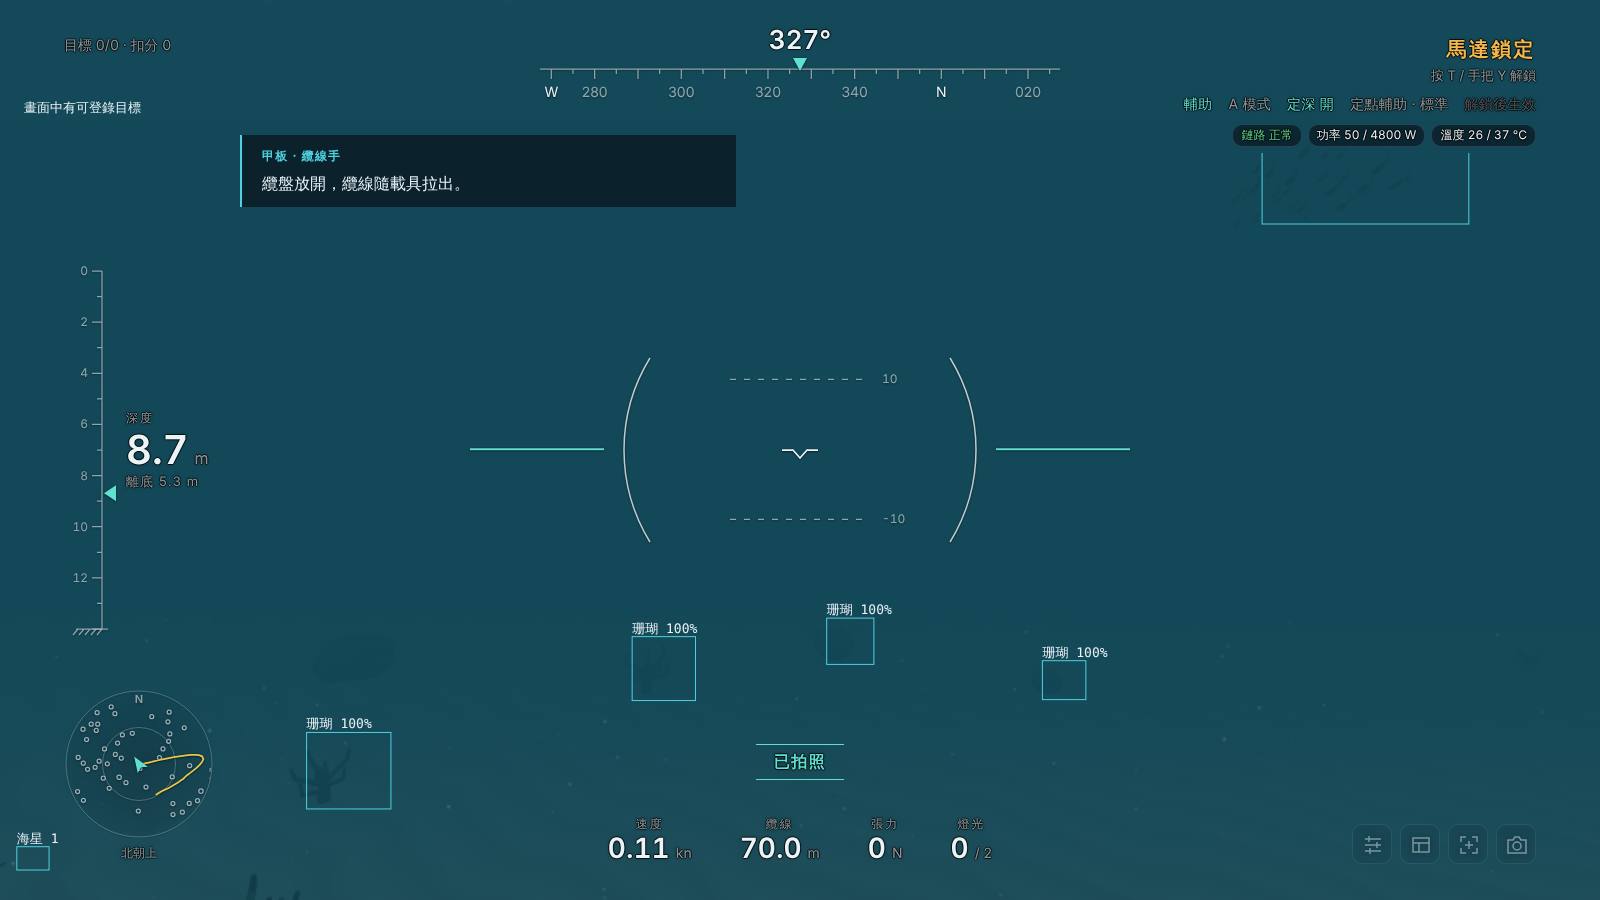 目標 0/0 · 扣分 0
327°
馬達鎖定
按 T / 手把 Y 解鎖
W 280 300 320 340 N 020
畫面中有可登錄目標
輔助 A 模式 定深 開 定點輔助 · 標準 解鎖後生效
鏈路 正常 功率 50 / 4800 W 溫度 26 / 37 °C
甲板 · 纜線手
纜盤放開，纜線隨載具拉出。
0
2
4
6
8
10
12
深度
8.7 m
離底 5.3 m
10
-10
珊瑚 100%
珊瑚 100%
珊瑚 100%
珊瑚 100%
N
已拍照
海星 1
北朝上
速度 纜線 張力 燈光
0.11 kn 70.0 m 0 N 0 / 2